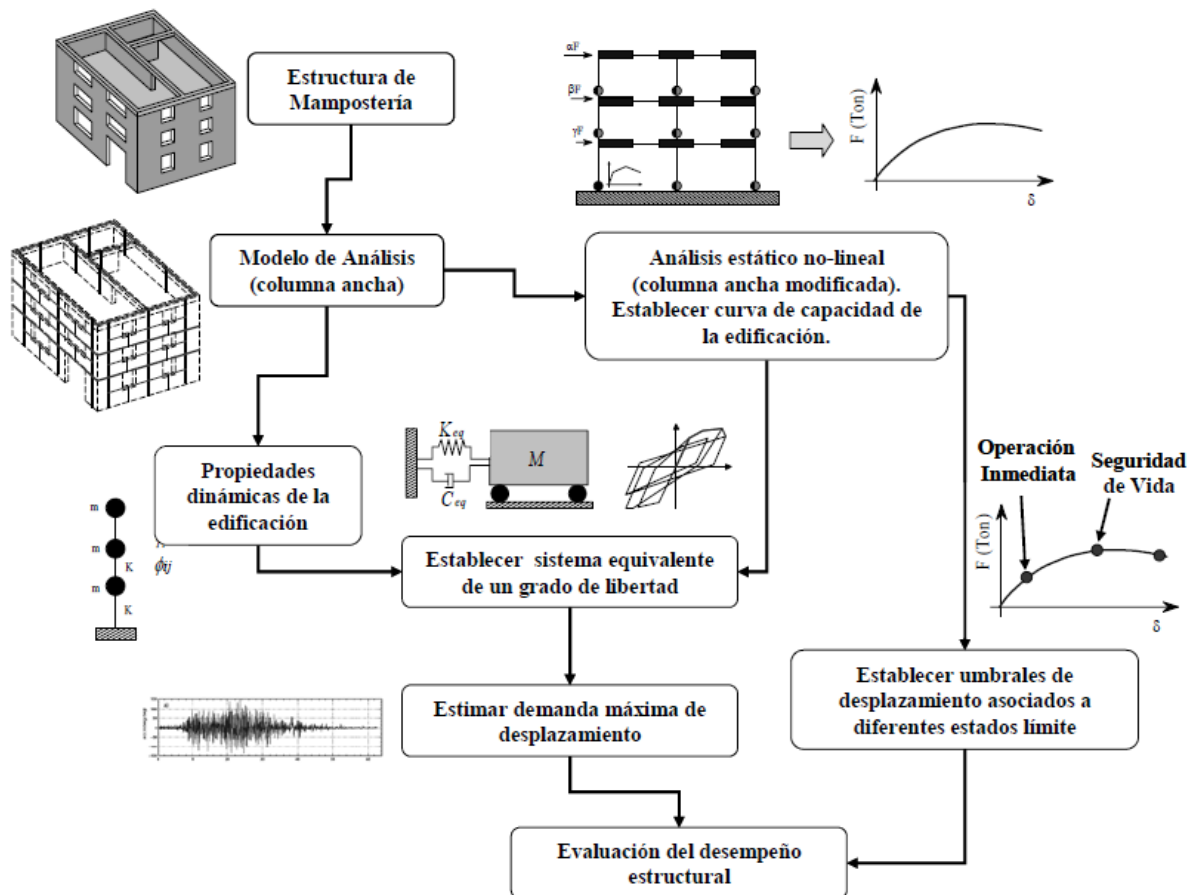 Estructura de
Mampostería
αF
βF
γF
F (Ton)
δ
Modelo de Análisis
(columna ancha)
Análisis estático no-lineal
(columna ancha modificada).
Establecer curva de capacidad de
la edificación.
Propiedades
dinámicas de la
edificación
Keq
M
Ceq
Operación
Inmediata
Seguridad
de Vida
F (Ton)
δ
m
m
K
ϕij
m
K
Establecer sistema equivalente
de un grado de libertad
Estimar demanda máxima de
desplazamiento
Establecer umbrales de
desplazamiento asociados a
diferentes estados límite
Evaluación del desempeño
estructural